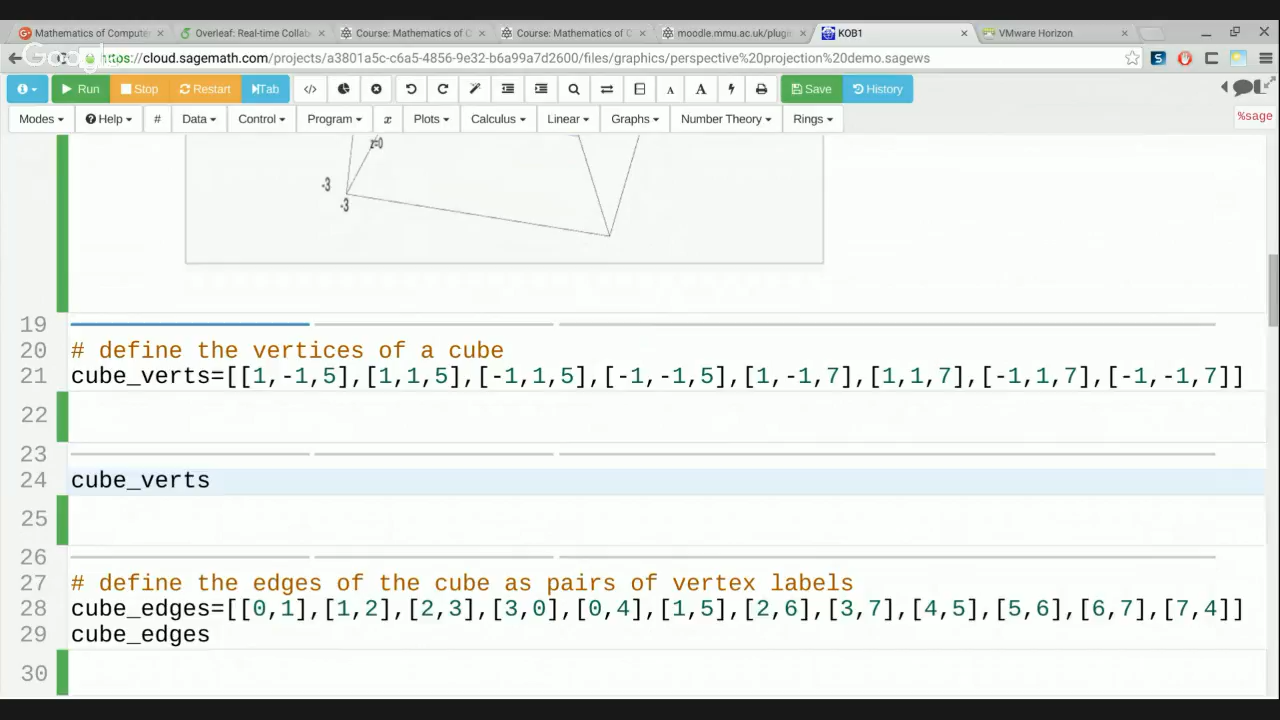 Mathematics of Computer
Overleaf: Real-time Collab
Course: Mathematics of C
Course: Mathematics of C
moodle.mmu.ac.uk/plugi
KOB1
VMware Horizon
Google
https://cloud.sagemath.com/projects/a3801a5c-c6a5-4856-9e32-b6a99a7d2600/files/graphics/perspective%20projection%20demo.sagews
Run Stop Restart Tab </> A A Save History
Modes Help # Data Control Program x Plots Calculus Linear Graphs Number Theory Rings %sage
z=0
-3
-3
19
20 # define the vertices of a cube
21 cube_verts=[[1,-1,5],[1,1,5],[-1,1,5],[-1,-1,5],[1,-1,7],[1,1,7],[-1,1,7],[-1,-1,7]]
22
23
24 cube_verts
25
26
27 # define the edges of the cube as pairs of vertex labels
28 cube_edges=[[0,1],[1,2],[2,3],[3,0],[0,4],[1,5],[2,6],[3,7],[4,5],[5,6],[6,7],[7,4]]
29 cube_edges
30